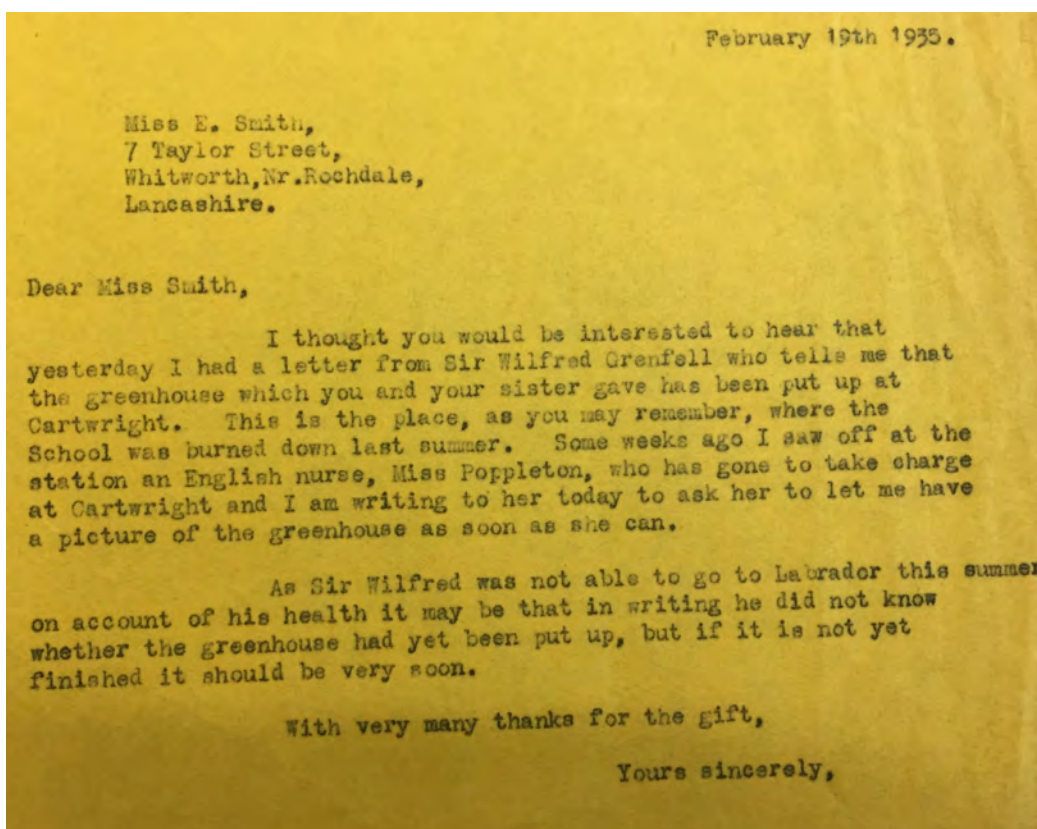 February 19th 1935.
Miss E. Smith,
7 Taylor Street,
Whitworth,Nr.Rochdale,
Lancashire.
Dear Miss Smith,
I thought you would be interested to hear that
yesterday I had a letter from Sir Wilfred Grenfell who tells me that
the greenhouse which you and your sister gave has been put up at
Cartwright. This is the place, as you may remember, where the
School was burned down last summer. Some weeks ago I saw off at the
station an English nurse, Miss Poppleton, who has gone to take charge
at Cartwright and I am writing to her today to ask her to let me have
a picture of the greenhouse as soon as she can.
As Sir Wilfred was not able to go to Labrador this summer
on account of his health it may be that in writing he did not know
whether the greenhouse had yet been put up, but if it is not yet
finished it should be very soon.
With very many thanks for the gift,
Yours sincerely,